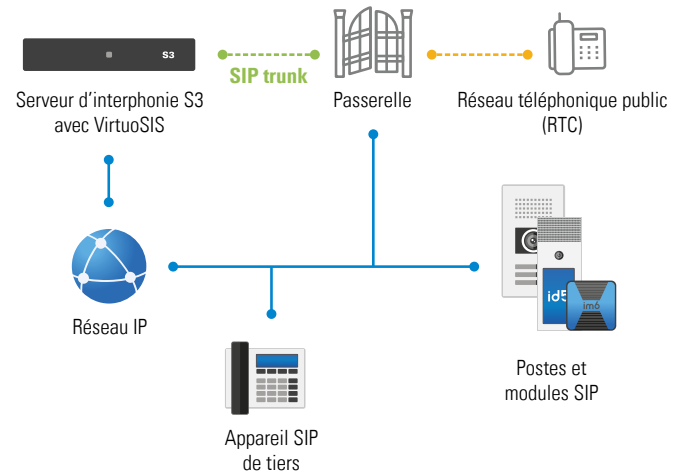 S3
SIP trunk
Serveur d'interphonie S3
avec VirtuoSIS
Passerelle
Réseau téléphonique public
(RTC)
id5
im6
Réseau IP
Postes et
modules SIP
Appareil SIP
de tiers